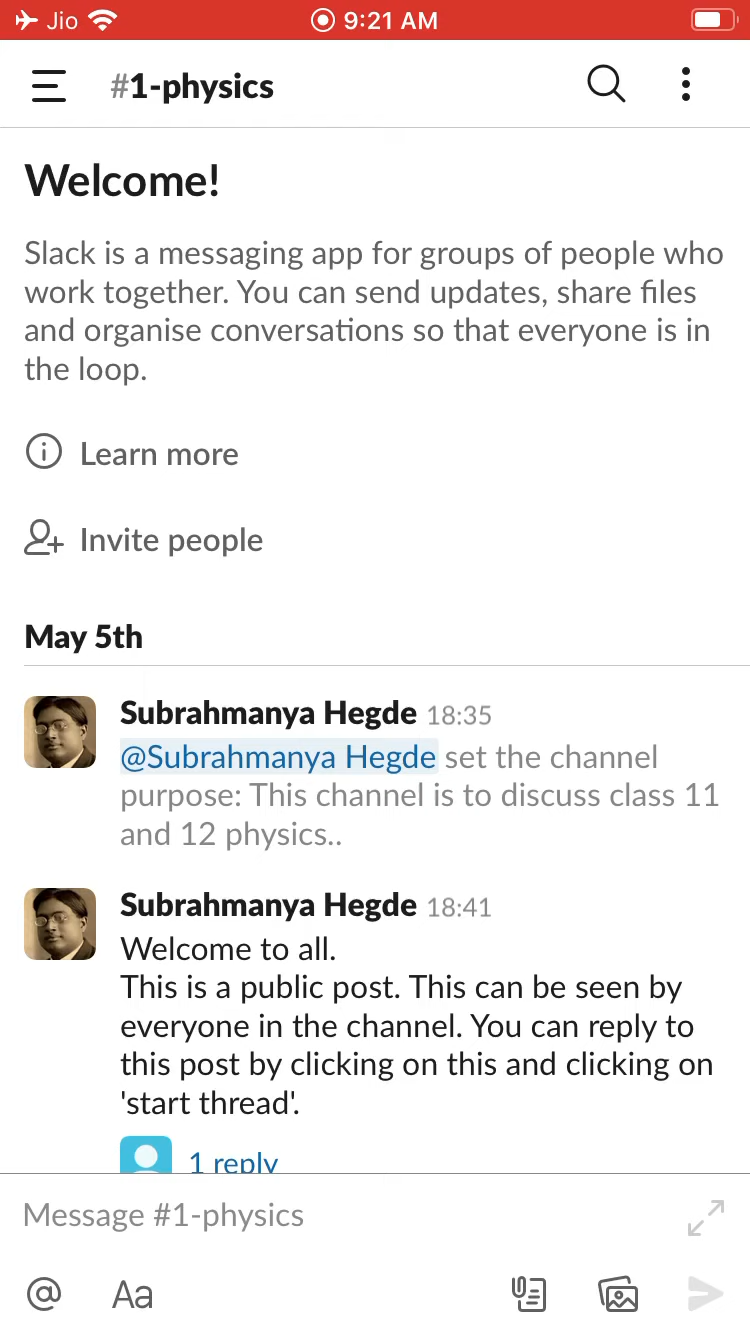 Jio 9:21 AM
#1-physics
Welcome!
Slack is a messaging app for groups of people who
work together. You can send updates, share files
and organise conversations so that everyone is in
the loop.
Learn more
Invite people
May 5th
Subrahmanya Hegde 18:35
@Subrahmanya Hegde set the channel
purpose: This channel is to discuss class 11
and 12 physics..
Subrahmanya Hegde 18:41
Welcome to all.
This is a public post. This can be seen by
everyone in the channel. You can reply to
this post by clicking on this and clicking on
'start thread'.
1 reply
Message #1-physics
@ Aa